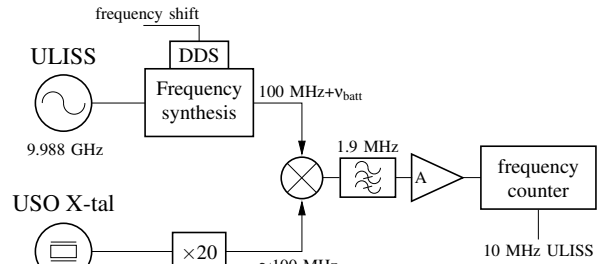 frequency shift
ULISS
DDS
Frequency
synthesis
100 MHz+νbatt
9.988 GHz
1.9 MHz
A
frequency
counter
USO X-tal
×20
10 MHz ULISS